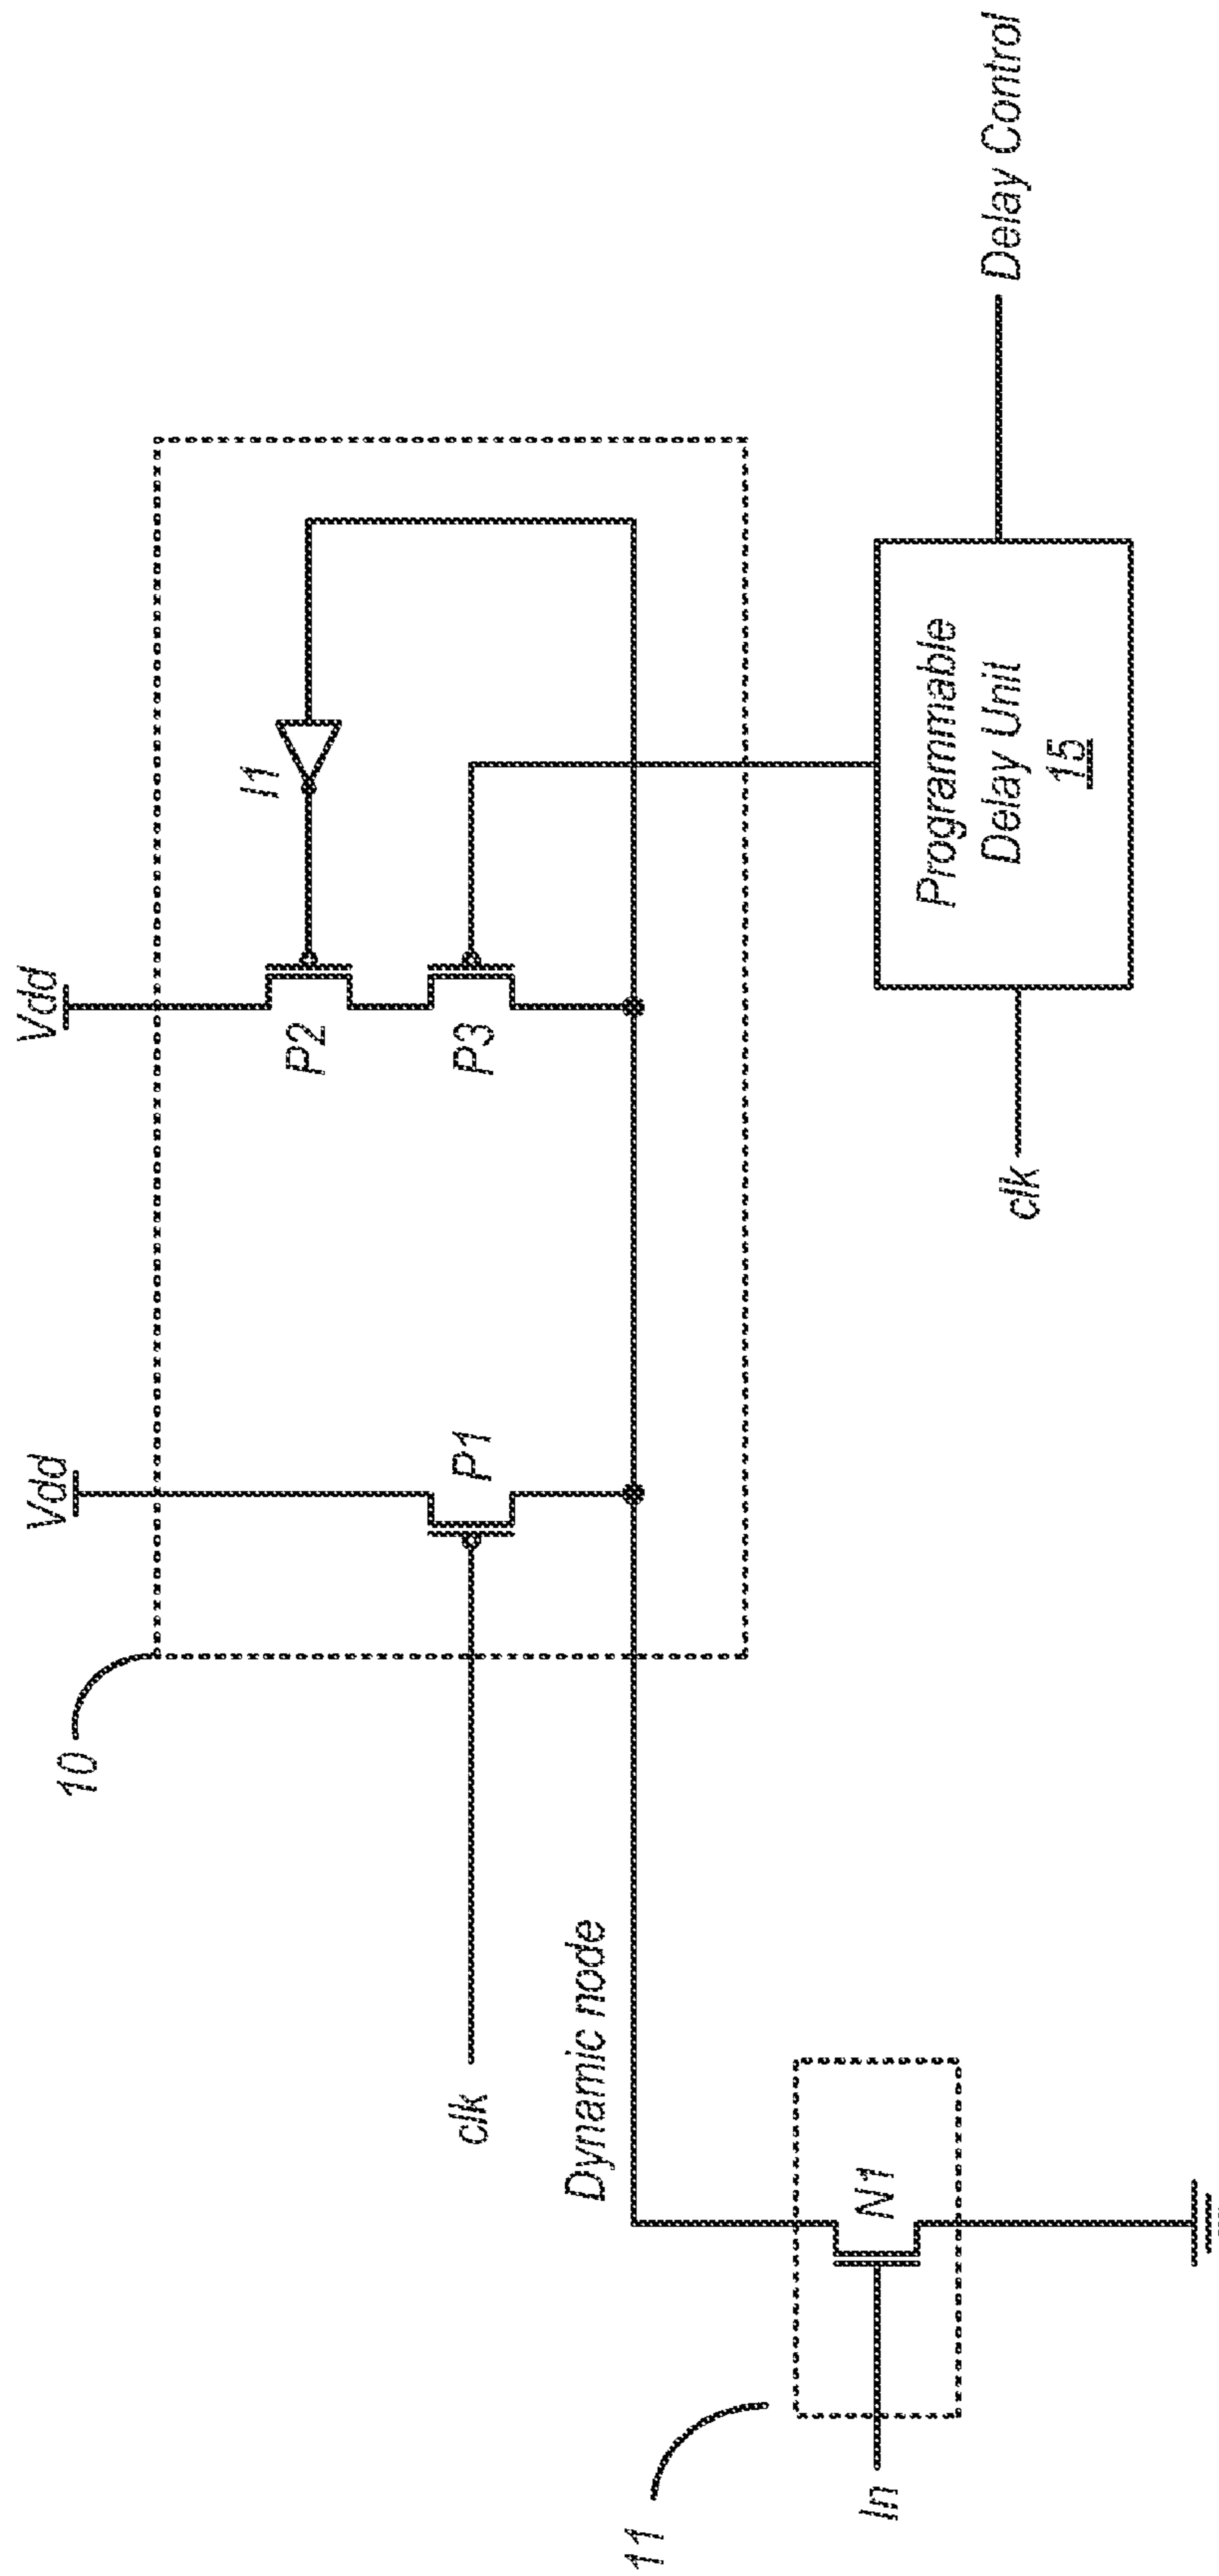 Vdd
Vdd
10
I1
P2
P1
P3
clk
Dynamic node
11
In
N1
clk
Programmable
Delay Unit
15
Delay Control